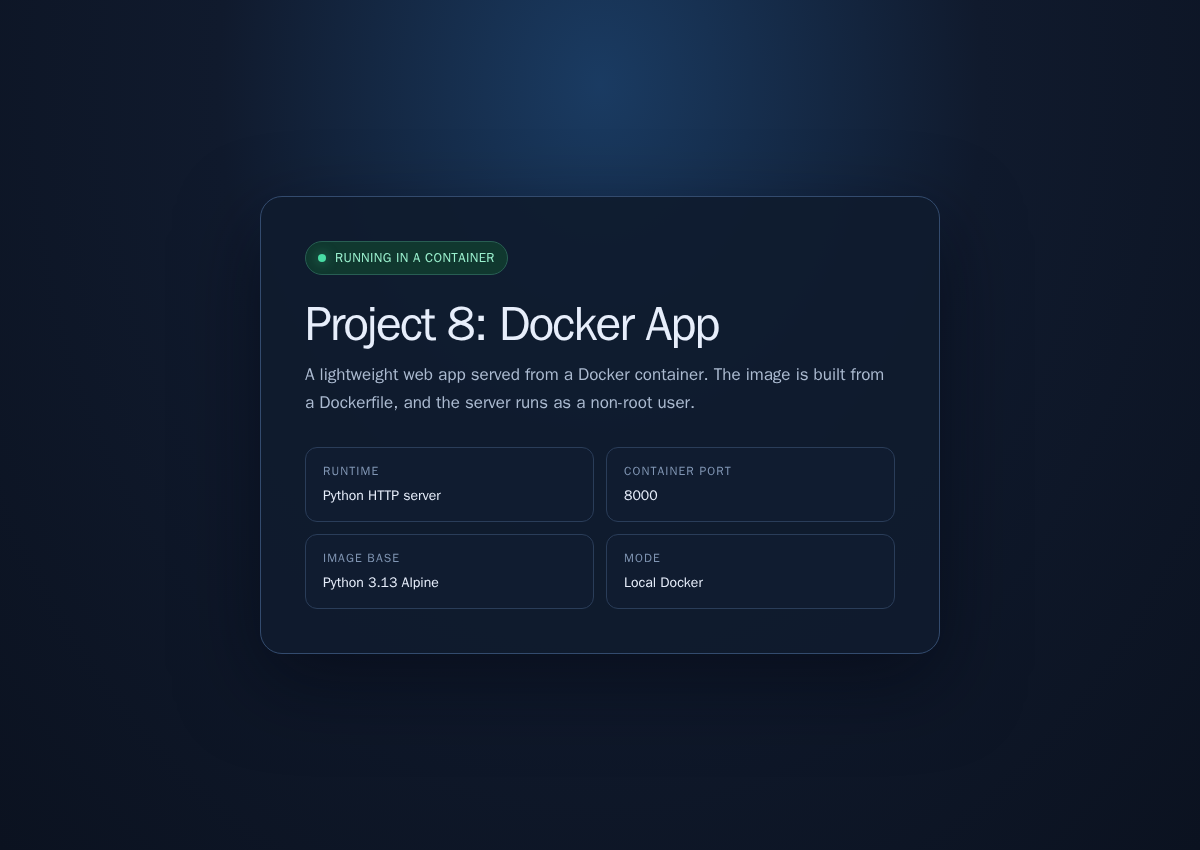 RUNNING IN A CONTAINER
Project 8: Docker App
A lightweight web app served from a Docker container. The image is built from
a Dockerfile, and the server runs as a non-root user.
RUNTIME
Python HTTP server
CONTAINER PORT
8000
IMAGE BASE
Python 3.13 Alpine
MODE
Local Docker